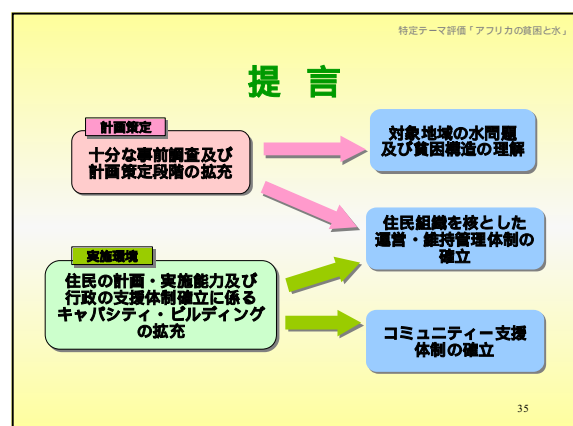 特定テーマ評価「アフリカの貧困と水」
提 言
計画策定
十分な事前調査及び
計画策定段階の拡充
対象地域の水問題
及び貧困構造の理解
住民組織を核とした
運営・維持管理体制の
確立
実施環境
住民の計画・実施能力及び
行政の支援体制確立に係る
キャパシティ・ビルディング
の拡充
コミュニティー支援
体制の確立
35